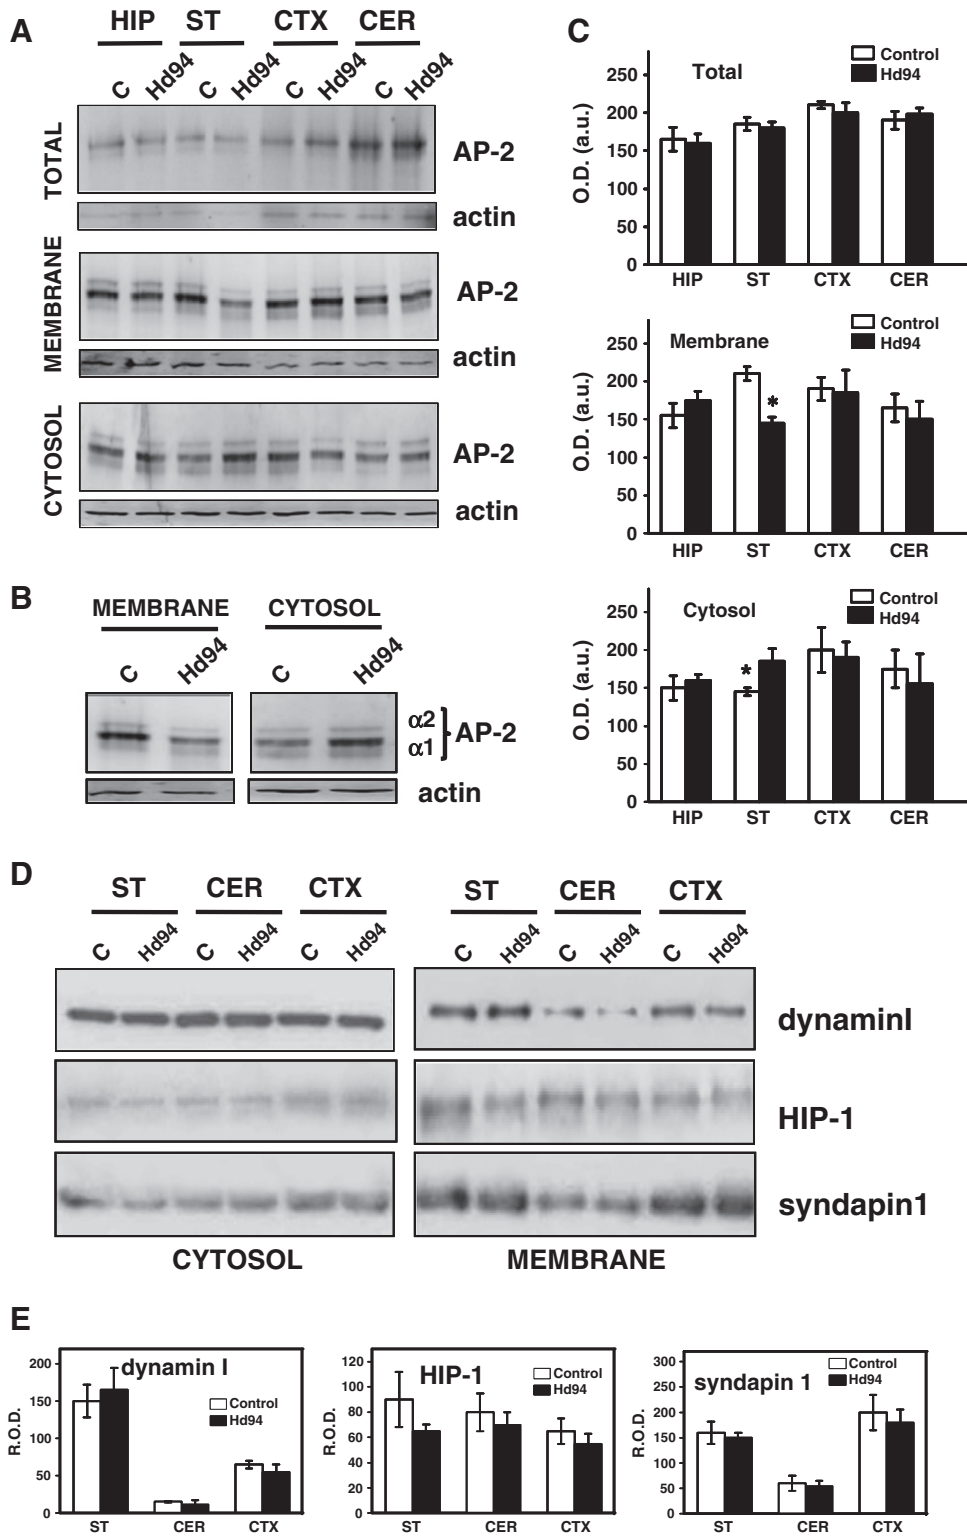 A
HIP ST CTX CER
C Hd94 C Hd94 C Hd94 C Hd94
TOTAL
AP-2
actin
MEMBRANE
AP-2
actin
CYTOSOL
AP-2
actin
B
MEMBRANE CYTOSOL
C Hd94 C Hd94
α2
α1
AP-2
actin
C
Total
Control
Hd94
O.D. (a.u.)
250
200
150
100
50
0
HIP ST CTX CER
Membrane
Control
Hd94
O.D. (a.u.)
250
200
150
100
50
0
*
HIP ST CTX CER
Cytosol
Control
Hd94
O.D. (a.u.)
250
200
150
100
50
0
*
HIP ST CTX CER
D
ST CER CTX ST CER CTX
C Hd94 C Hd94 C Hd94 C Hd94 C Hd94 C Hd94
dynaminI
HIP-1
syndapin1
CYTOSOL MEMBRANE
E
dynamin I
Control
Hd94
R.O.D.
200
150
100
50
0
ST CER CTX
HIP-1
Control
Hd94
R.O.D.
120
100
80
60
40
20
0
ST CER CTX
syndapin 1
Control
Hd94
R.O.D.
300
250
200
150
100
50
0
ST CER CTX